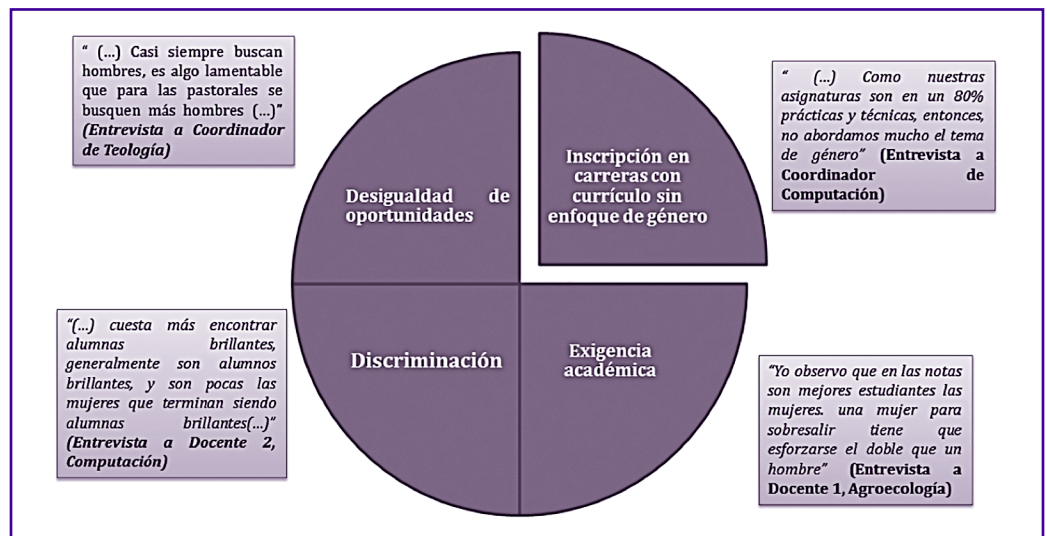 “ (…) Casi siempre buscan
hombres, es algo lamentable
que para las pastorales se
busquen más hombres (…)”
(Entrevista a Coordinador
de Teología)
“ (…) Como nuestras
asignaturas son en un 80%
prácticas y técnicas, entonces,
no abordamos mucho el tema
de género” (Entrevista a
Coordinador de
Computación)
Desigualdad de
oportunidades
Inscripción en
carreras con
currículo sin
enfoque de género
“(…) cuesta más encontrar
alumnas brillantes,
generalmente son alumnos
brillantes, y son pocas las
mujeres que terminan siendo
alumnas brillantes(…)”
(Entrevista a Docente 2,
Computación)
Discriminación
Exigencia
académica
“Yo observo que en las notas
son mejores estudiantes las
mujeres. una mujer para
sobresalir tiene que
esforzarse el doble que un
hombre” (Entrevista a
Docente 1, Agroecología)